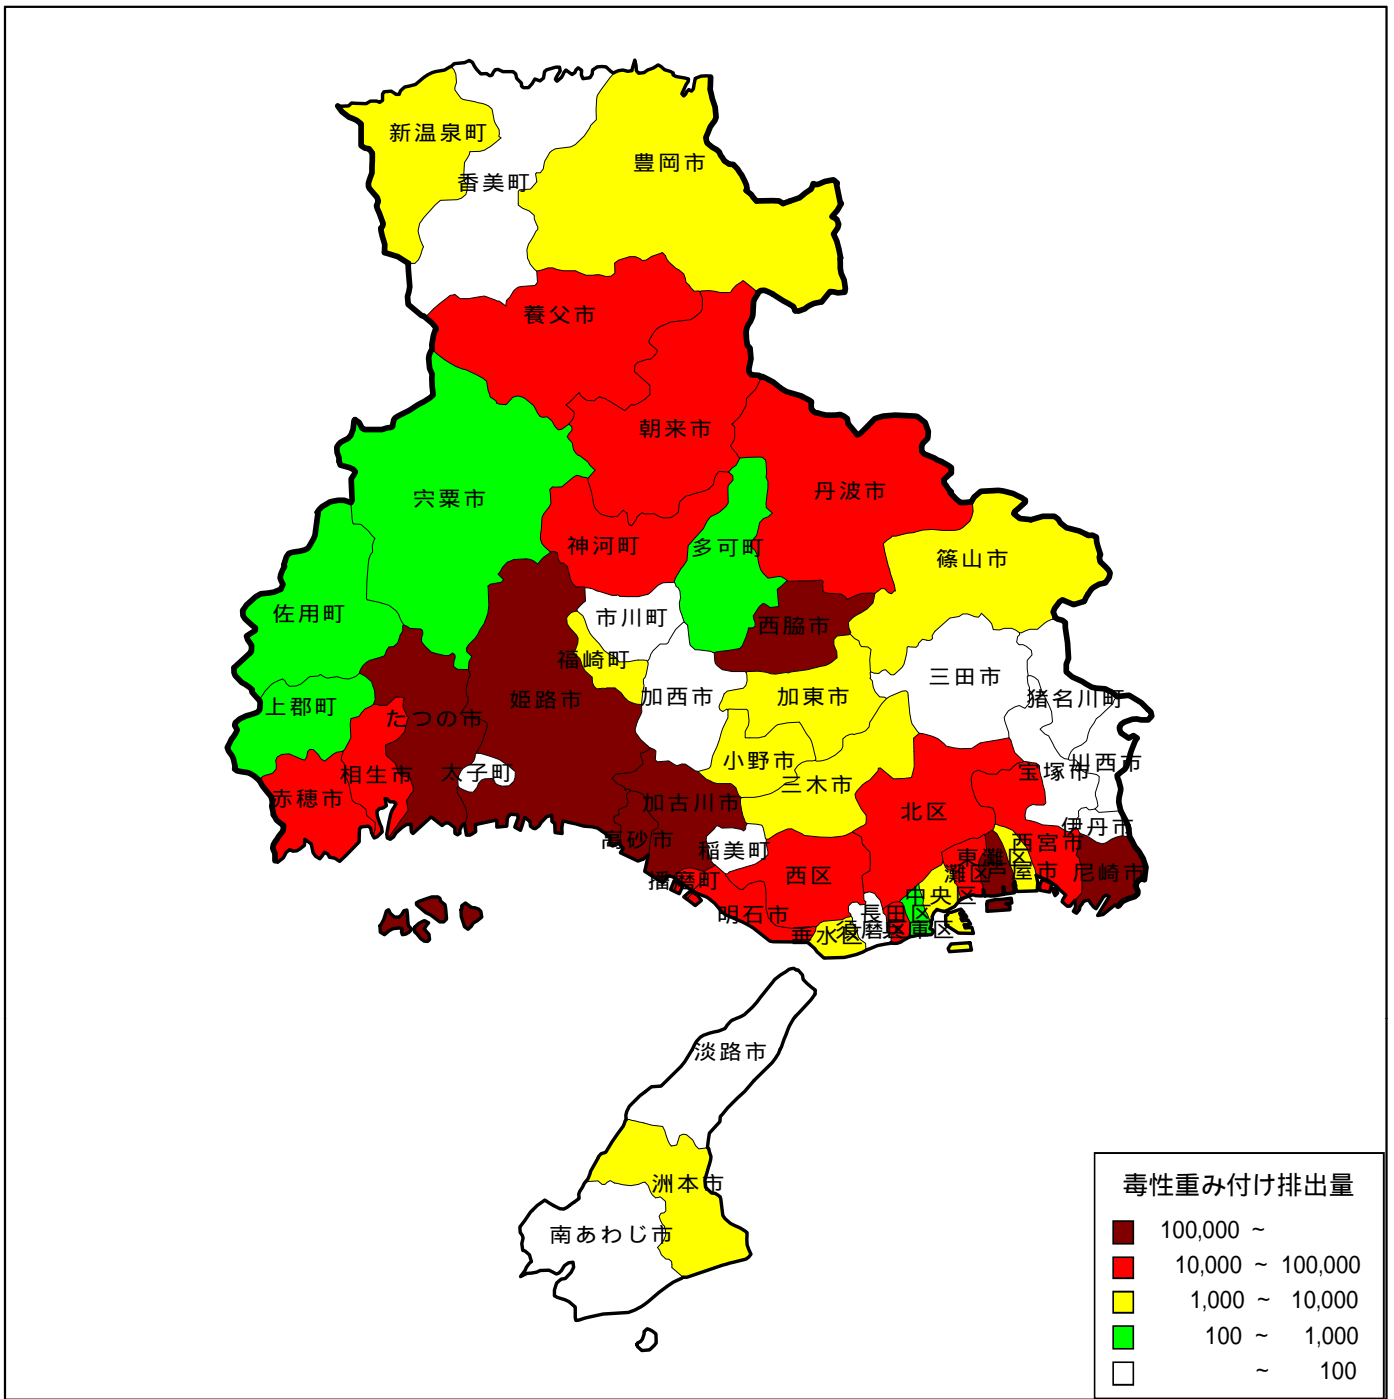 新温泉町
豊岡市
香美町
養父市
朝来市
丹波市
宍粟市
神河町
多可町
篠山市
佐用町
市川町
西脇市
福崎町
三田市
加西市
加東市
姫路市
猪名川町
上郡町
たつの市
小野市
川西市
宝塚市
太子町
相生市
三木市
赤穂市
加古川市
北区
伊丹市
高砂市
西宮市
稲美町
東灘区
灘区
芦屋市
尼崎市
西区
播磨町
中央区
明石市
長田区
須磨区
兵庫区
垂水区
淡路市
洲本市
南あわじ市
毒性重み付け排出量
100,000 ~
10,000 ~ 100,000
1,000 ~ 10,000
100 ~ 1,000
~ 100